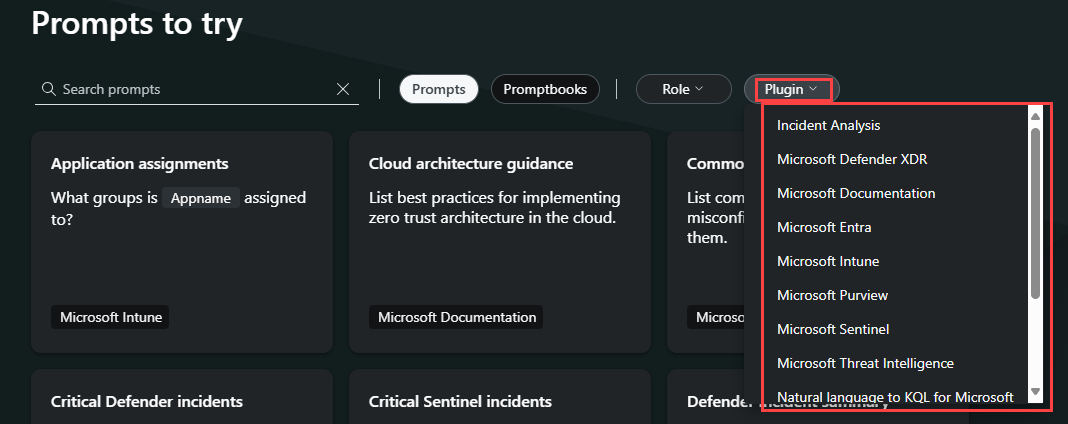 Prompts to try
Search prompts
Prompts
Promptbooks
Role
Plugin
Incident Analysis
Microsoft Defender XDR
Microsoft Documentation
Microsoft Entra
Microsoft Intune
Microsoft Purview
Microsoft Sentinel
Microsoft Threat Intelligence
Natural language to KQL for Microsoft
Application assignments
What groups is Appname assigned
to?
Microsoft Intune
Cloud architecture guidance
List best practices for implementing
zero trust architecture in the cloud.
Microsoft Documentation
Commo
List com
misconfi
them.
Microso
Critical Defender incidents
Critical Sentinel incidents
Defender incident summary